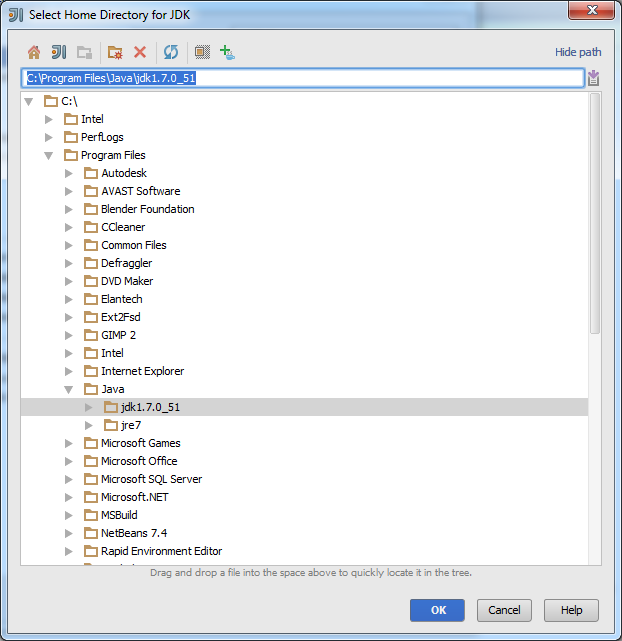 Select Home Directory for JDK
Hide path
C:\Program Files\Java\jdk1.7.0_51
C:\
Intel
PerfLogs
Program Files
Autodesk
AVAST Software
Blender Foundation
CCleaner
Common Files
Defraggler
DVD Maker
Elantech
Ext2Fsd
GIMP 2
Intel
Internet Explorer
Java
jdk1.7.0_51
jre7
Microsoft Games
Microsoft Office
Microsoft SQL Server
Microsoft.NET
MSBuild
NetBeans 7.4
Rapid Environment Editor
Drag and drop a file into the space above to quickly locate it in the tree.
OK Cancel Help